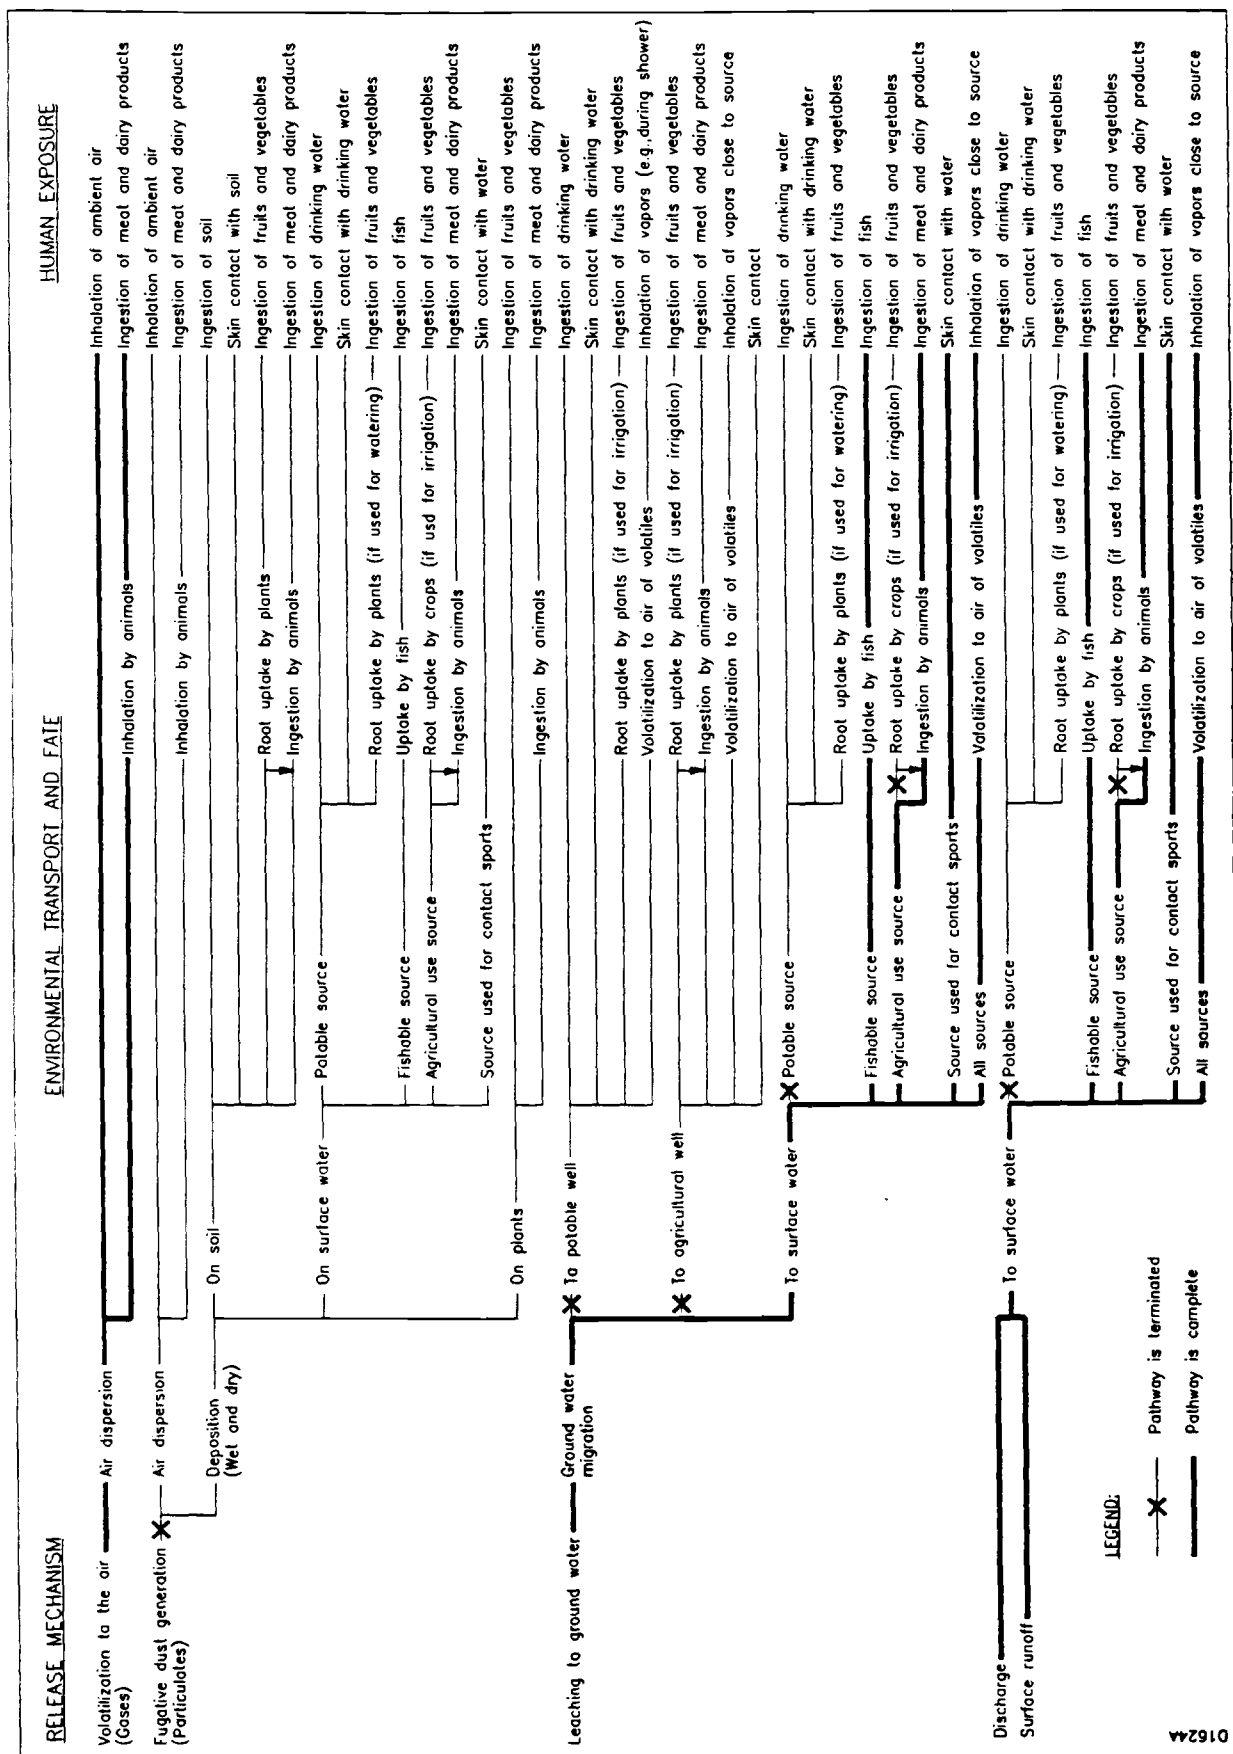 RELEASE MECHANISM
ENVIRONMENTAL TRANSPORT AND FATE
HUMAN EXPOSURE
Volatilization to the air
(Gases)
Air dispersion
Inhalation of ambient air
Inhalation by animals
Ingestion of meat and dairy products
Fugative dust generation
(Particulates)
Air dispersion
Inhalation of ambient air
Inhalation by animals
Ingestion of meat and dairy products
Deposition
(Wet and dry)
On soil
Ingestion of soil
Skin contact with soil
Root uptake by plants
Ingestion of fruits and vegetables
Ingestion by animals
Ingestion of meat and dairy products
On surface water
Potable source
Ingestion of drinking water
Skin contact with drinking water
Root uptake by plants (if used for watering)
Ingestion of fruits and vegetables
Fishable source
Uptake by fish
Ingestion of fish
Agricultural use source
Root uptake by crops (if usd for irrigation)
Ingestion of fruits and vegetables
Ingestion by animals
Ingestion of meat and dairy products
Source used for contact sports
Skin contact with water
On plants
Ingestion of fruits and vegetables
Ingestion by animals
Ingestion of meat and dairy products
Leaching to ground water
Ground water
migration
To potable well
Ingestion of drinking water
Skin contact with drinking water
Root uptake by plants (if used for irrigation)
Ingestion of fruits and vegetables
Volatilization to air of volatiles
Inhalation of vapors (e.g.,during shower)
To agricultural well
Root uptake by plants (if used for irrigation)
Ingestion of fruits and vegetables
Ingestion by animals
Ingestion of meat and dairy products
Volatilization to air of volatiles
Inhalation of vapors close to source
Skin contact
To surface water
Potable source
Ingestion of drinking water
Skin contact with drinking water
Root uptake by plants (if used for watering)
Ingestion of fruits and vegetables
Fishable source
Uptake by fish
Ingestion of fish
Agricultural use source
Root uptake by crops (if used for irrigation)
Ingestion of fruits and vegetables
Ingestion by animals
Ingestion of meat and dairy products
Source used for contact sports
Skin contact with water
All sources
Volatilization to air of volatiles
Inhalation of vapors close to source
Discharge
Surface runoff
To surface water
Potable source
Ingestion of drinking water
Skin contact with drinking water
Root uptake by plants (if used for watering)
Ingestion of fruits and vegetables
Fishable source
Uptake by fish
Ingestion of fish
Agricultural use source
Root uptake by crops (if used for irrigation)
Ingestion of fruits and vegetables
Ingestion by animals
Ingestion of meat and dairy products
Source used for contact sports
Skin contact with water
All sources
Volatilization to air of volatiles
Inhalation of vapors close to source
LEGEND:
Pathway is terminated
Pathway is complete
D1624A